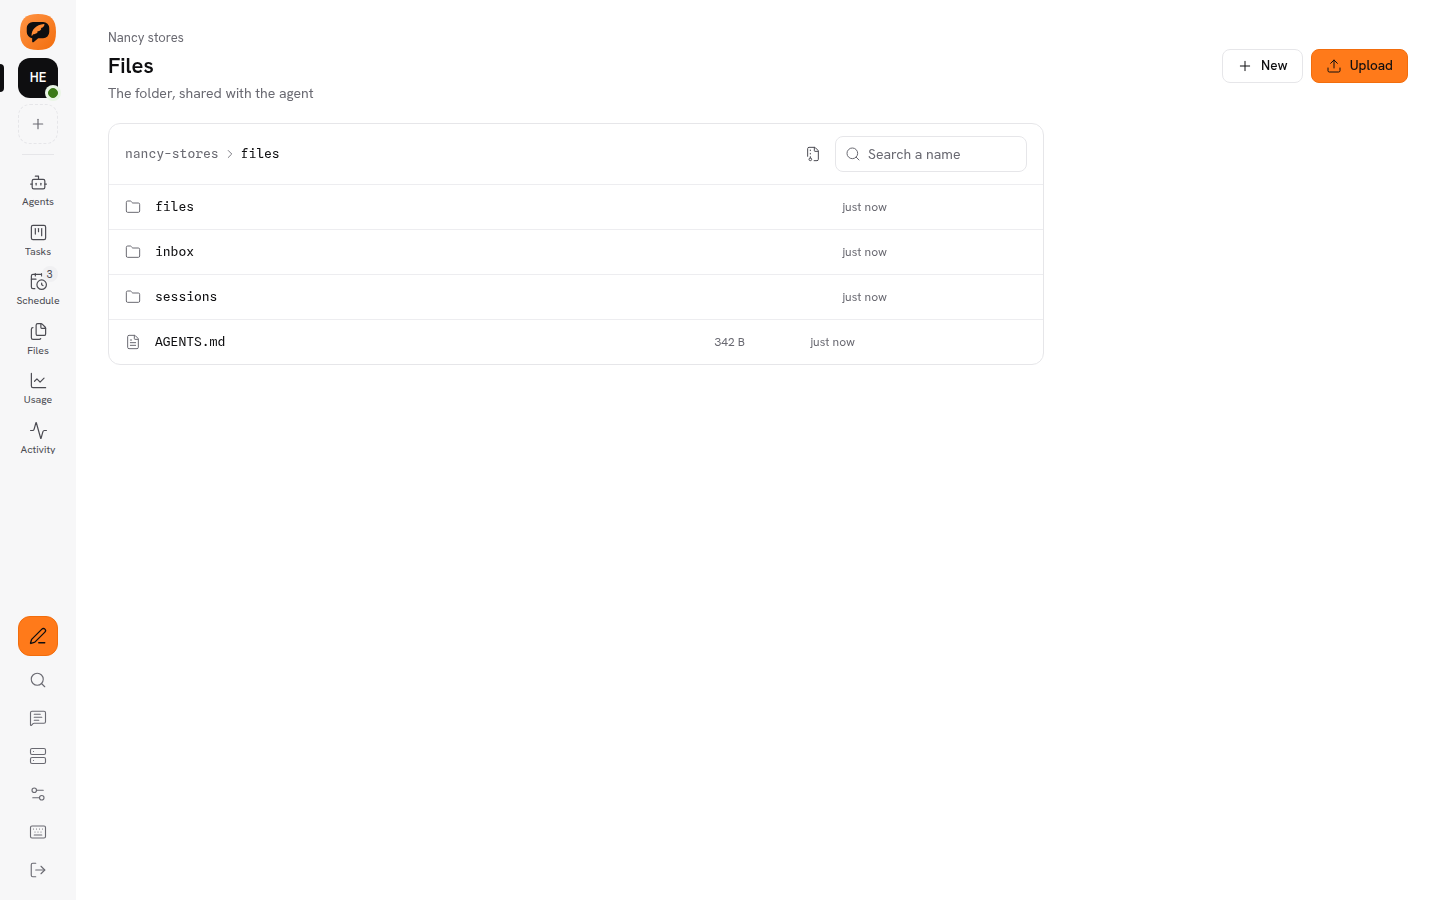 HE
Agents
Tasks
3
Schedule
Files
Usage
Activity
Nancy stores
Files
The folder, shared with the agent
New
Upload
nancy-stores > files
Search a name
files just now
inbox just now
sessions just now
AGENTS.md 342 B just now